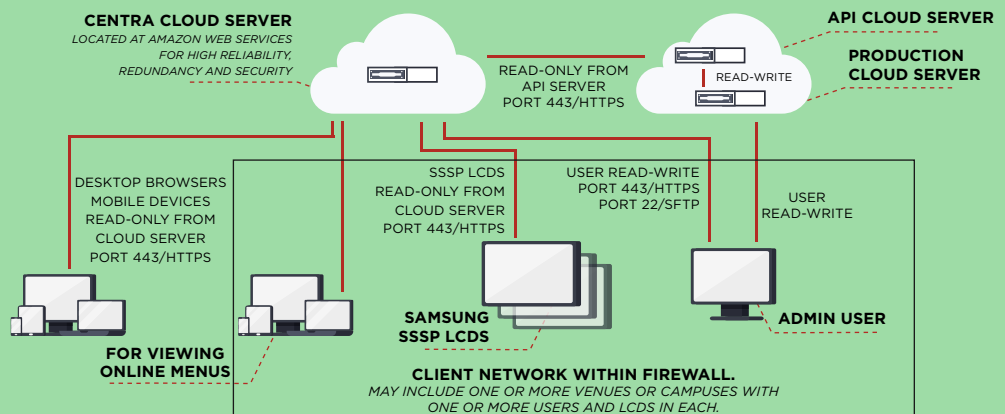 CENTRA CLOUD SERVER
LOCATED AT AMAZON WEB SERVICES
FOR HIGH RELIABILITY,
REDUNDANCY AND SECURITY
API CLOUD SERVER
PRODUCTION
CLOUD SERVER
READ-ONLY FROM
API SERVER
PORT 443/HTTPS
READ-WRITE
DESKTOP BROWSERS
MOBILE DEVICES
READ-ONLY FROM
CLOUD SERVER
PORT 443/HTTPS
SSSP LCDS
READ-ONLY FROM
CLOUD SERVER
PORT 443/HTTPS
USER READ-WRITE
PORT 443/HTTPS
PORT 22/SFTP
USER
READ-WRITE
FOR VIEWING
ONLINE MENUS
SAMSUNG
SSSP LCDS
ADMIN USER
CLIENT NETWORK WITHIN FIREWALL.
MAY INCLUDE ONE OR MORE VENUES OR CAMPUSES WITH
ONE OR MORE USERS AND LCDS IN EACH.